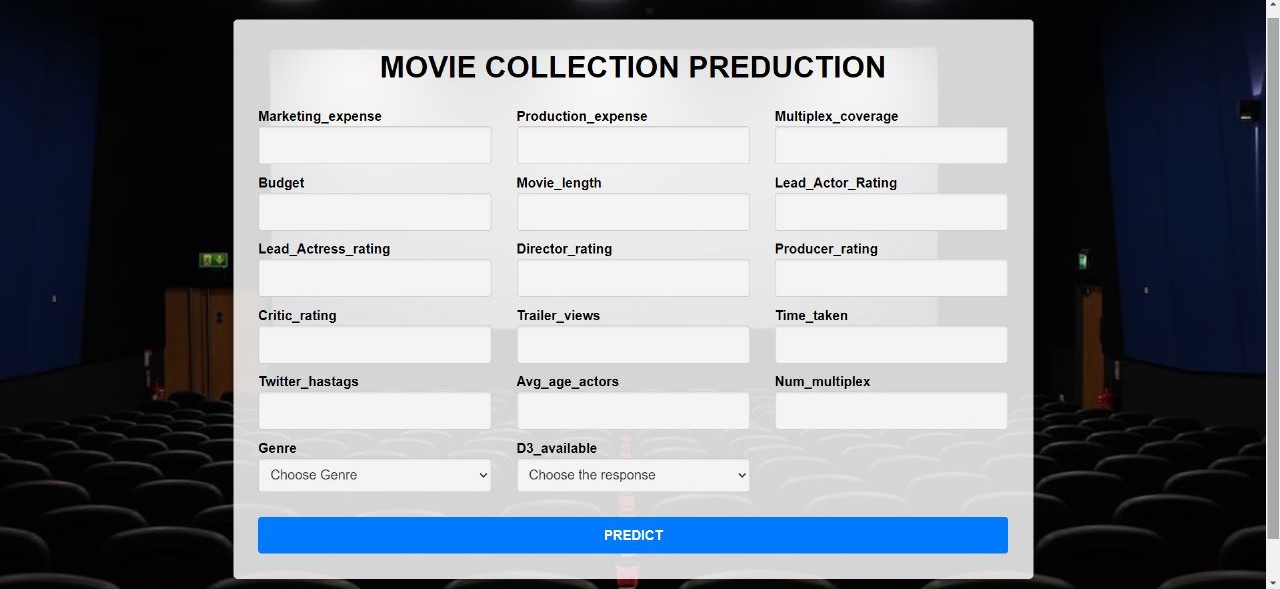 MOVIE COLLECTION PREDUCTION
Marketing_expense Production_expense Multiplex_coverage
Budget Movie_length Lead_Actor_Rating
Lead_Actress_rating Director_rating Producer_rating
Critic_rating Trailer_views Time_taken
Twitter_hastags Avg_age_actors Num_multiplex
Genre D3_available
Choose Genre Choose the response
PREDICT